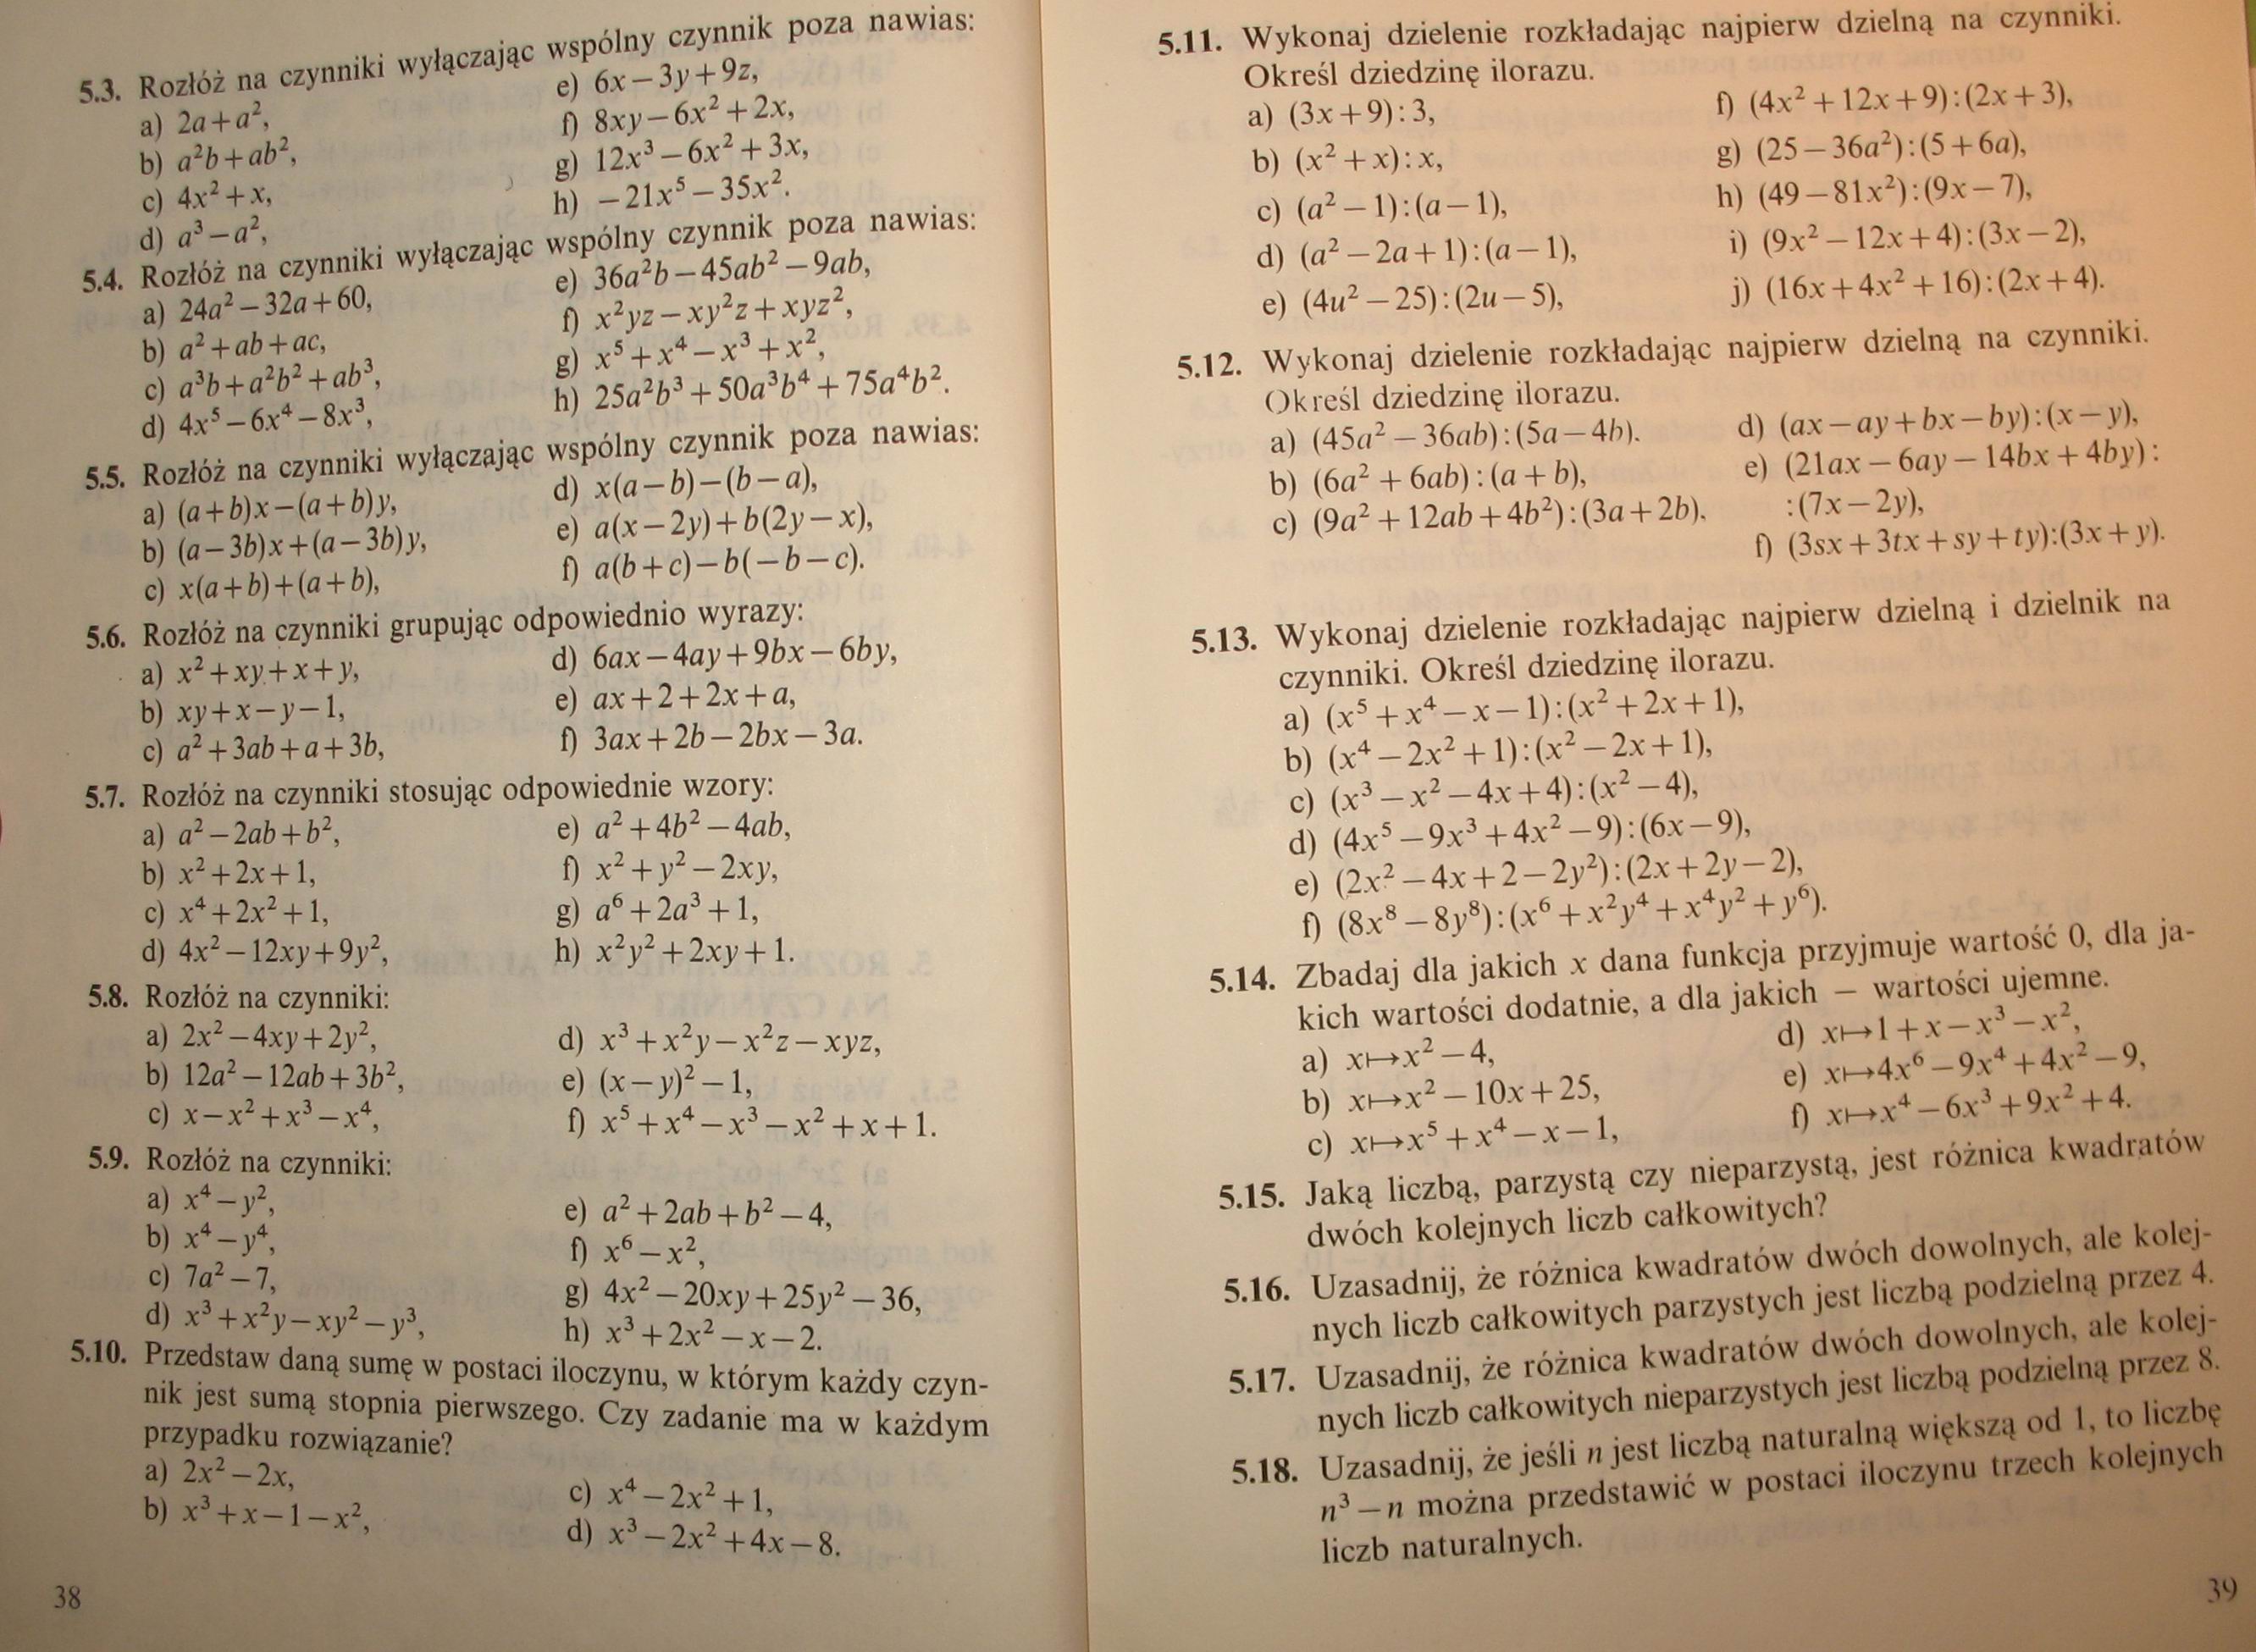 5.3. Rozłóż na czynniki wyłączając wspólny czynnik poza nawias:
a) 2a+a²,
e) 6x−3y+9z,
b) a²b+ab²,
f) 8xy−6x²+2x,
c) 4x²+x,
g) 12x³−6x²+3x,
d) a³−a²,
h) −21x⁵−35x².
5.4. Rozłóż na czynniki wyłączając wspólny czynnik poza nawias:
a) 24a²−32a+60,
e) 36a²b−45ab²−9ab,
b) a²+ab+ac,
f) x²yz−xy²z+xyz²,
c) a³b+a²b²+ab³,
g) x⁵+x⁴−x³+x²,
d) 4x⁵−6x⁴−8x³,
h) 25a²b³+50a³b⁴+75a⁴b².
5.5. Rozłóż na czynniki wyłączając wspólny czynnik poza nawias:
a) (a+b)x−(a+b)y,
d) x(a−b)−(b−a),
b) (a−3b)x+(a−3b)y,
e) a(x−2y)+b(2y−x),
c) x(a+b)+(a+b),
f) a(b+c)−b(−b−c).
5.6. Rozłóż na czynniki grupując odpowiednio wyrazy:
a) x²+xy+x+y,
d) 6ax−4ay+9bx−6by,
b) xy+x−y−1,
e) ax+2+2x+a,
c) a²+3ab+a+3b,
f) 3ax+2b−2bx−3a.
5.7. Rozłóż na czynniki stosując odpowiednie wzory:
a) a²−2ab+b²,
e) a²+4b²−4ab,
b) x²+2x+1,
f) x²+y²−2xy,
c) x⁴+2x²+1,
g) a⁶+2a³+1,
d) 4x²−12xy+9y²,
h) x²y²+2xy+1.
5.8. Rozłóż na czynniki:
a) 2x²−4xy+2y²,
d) x³+x²y−x²z−xyz,
b) 12a²−12ab+3b²,
e) (x−y)²−1,
c) x−x²+x³−x⁴,
f) x⁵+x⁴−x³−x²+x+1.
5.9. Rozłóż na czynniki:
a) x⁴−y²,
e) a²+2ab+b²−4,
b) x⁴−y⁴,
f) x⁶−x²,
c) 7a²−7,
g) 4x²−20xy+25y²−36,
d) x³+x²y−xy²−y³,
h) x³+2x²−x−2.
5.10. Przedstaw daną sumę w postaci iloczynu, w którym każdy czyn-
nik jest sumą stopnia pierwszego. Czy zadanie ma w każdym
przypadku rozwiązanie?
a) 2x²−2x,
c) x⁴−2x²+1,
b) x³+x−1−x²,
d) x³−2x²+4x−8.
38
5.11. Wykonaj dzielenie rozkładając najpierw dzielną na czynniki.
Określ dziedzinę ilorazu.
a) (3x+9):3,
f) (4x²+12x+9):(2x+3),
b) (x²+x):x,
g) (25−36a²):(5+6a),
c) (a²−1):(a−1),
h) (49−81x²):(9x−7),
d) (a²−2a+1):(a−1),
i) (9x²−12x+4):(3x−2),
e) (4u²−25):(2u−5),
j) (16x+4x²+16):(2x+4).
5.12. Wykonaj dzielenie rozkładając najpierw dzielną na czynniki.
Określ dziedzinę ilorazu.
a) (45a²−36ab):(5a−4b).
d) (ax−ay+bx−by):(x−y),
b) (6a²+6ab):(a+b),
e) (21ax−6ay−14bx+4by):
c) (9a²+12ab+4b²):(3a+2b).
:(7x−2y),
f) (3sx+3tx+sy+ty):(3x+y).
5.13. Wykonaj dzielenie rozkładając najpierw dzielną i dzielnik na
czynniki. Określ dziedzinę ilorazu.
a) (x⁵+x⁴−x−1):(x²+2x+1),
b) (x⁴−2x²+1):(x²−2x+1),
c) (x³−x²−4x+4):(x²−4),
d) (4x⁵−9x³+4x²−9):(6x−9),
e) (2x²−4x+2−2y²):(2x+2y−2),
f) (8x⁸−8y⁸):(x⁶+x²y⁴+x⁴y²+y⁶).
5.14. Zbadaj dla jakich x dana funkcja przyjmuje wartość 0, dla ja-
kich wartości dodatnie, a dla jakich — wartości ujemne.
a) x↦x²−4,
d) x↦1+x−x³−x²,
b) x↦x²−10x+25,
e) x↦4x⁶−9x⁴+4x²−9,
c) x↦x⁵+x⁴−x−1,
f) x↦x⁴−6x³+9x²+4.
5.15. Jaką liczbą, parzystą czy nieparzystą, jest różnica kwadratów
dwóch kolejnych liczb całkowitych?
5.16. Uzasadnij, że różnica kwadratów dwóch dowolnych, ale kolej-
nych liczb całkowitych parzystych jest liczbą podzielną przez 4.
5.17. Uzasadnij, że różnica kwadratów dwóch dowolnych, ale kolej-
nych liczb całkowitych nieparzystych jest liczbą podzielną przez 8.
5.18. Uzasadnij, że jeśli n jest liczbą naturalną większą od 1, to liczbę
n³−n można przedstawić w postaci iloczynu trzech kolejnych
liczb naturalnych.
39